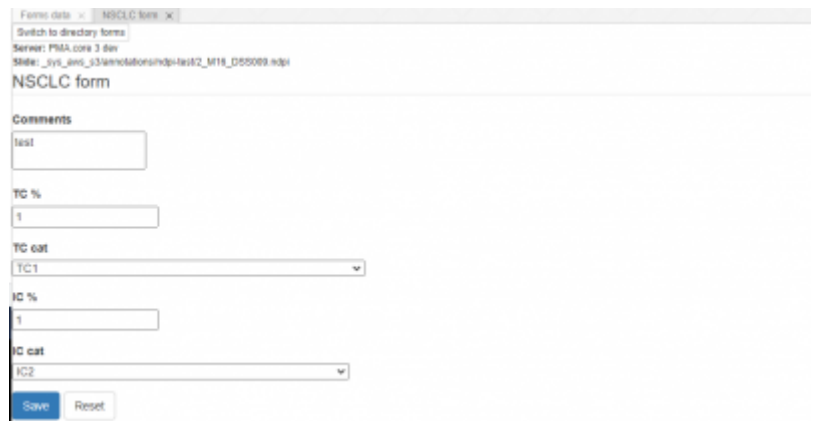 Forms data × NSCLC form ×
Switch to directory forms
Server: PMA.core 3 dev
Slide: _sys_aws_s3/annotations/ndpi-test/2_M16_DSS009.ndpi
NSCLC form
Comments
test
TC %
1
TC cat
TC1
IC %
1
IC cat
IC2
Save Reset